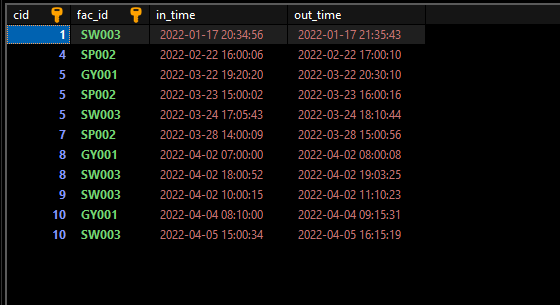 cid fac_id in_time out_time
1 SW003 2022-01-17 20:34:56 2022-01-17 21:35:43
4 SP002 2022-02-22 16:00:06 2022-02-22 17:00:10
5 GY001 2022-03-22 19:20:20 2022-03-22 20:30:10
5 SP002 2022-03-23 15:00:02 2022-03-23 16:00:16
5 SW003 2022-03-24 17:05:43 2022-03-24 18:10:44
7 SP002 2022-03-28 14:00:09 2022-03-28 15:00:56
8 GY001 2022-04-02 07:00:00 2022-04-02 08:00:08
8 SW003 2022-04-02 18:00:52 2022-04-02 19:03:25
9 SW003 2022-04-02 10:00:15 2022-04-02 11:10:23
10 GY001 2022-04-04 08:10:00 2022-04-04 09:15:31
10 SW003 2022-04-05 15:00:34 2022-04-05 16:15:19